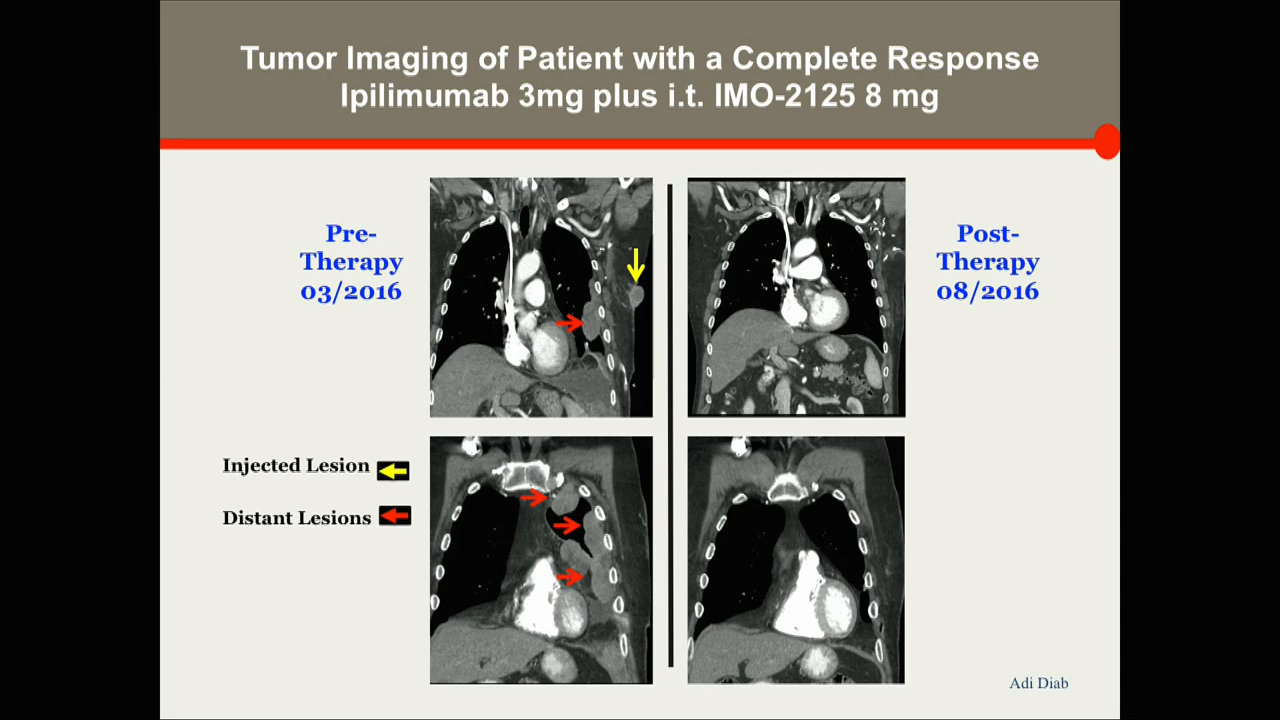 Tumor Imaging of Patient with a Complete Response
Ipilimumab 3mg plus i.t. IMO-2125 8 mg
Pre-
Therapy
03/2016
Post-
Therapy
08/2016
Injected Lesion
Distant Lesions
Adi Diab